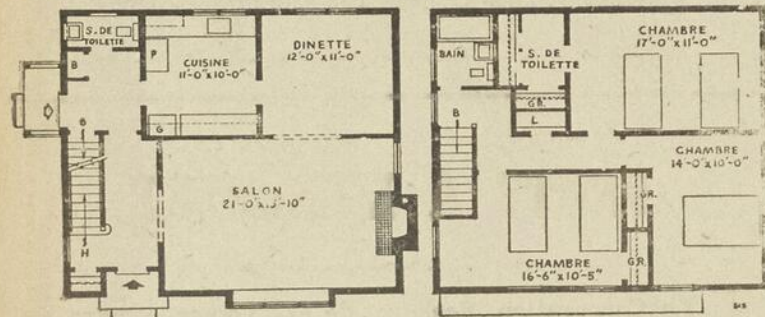 S. DE
TOILETTE
B
P
CUISINE
11'-0"x10'-0"
DINETTE
12'-0"x11'-0"
G
B
H
SALON
BAIN
S. DE
TOILETTE
GR.
L
B
CHAMBRE
17'-0"x11'-0"
CHAMBRE
14'-0"x10'-0"
GR.
GR.
CHAMBRE
16'-6"x10'-5"